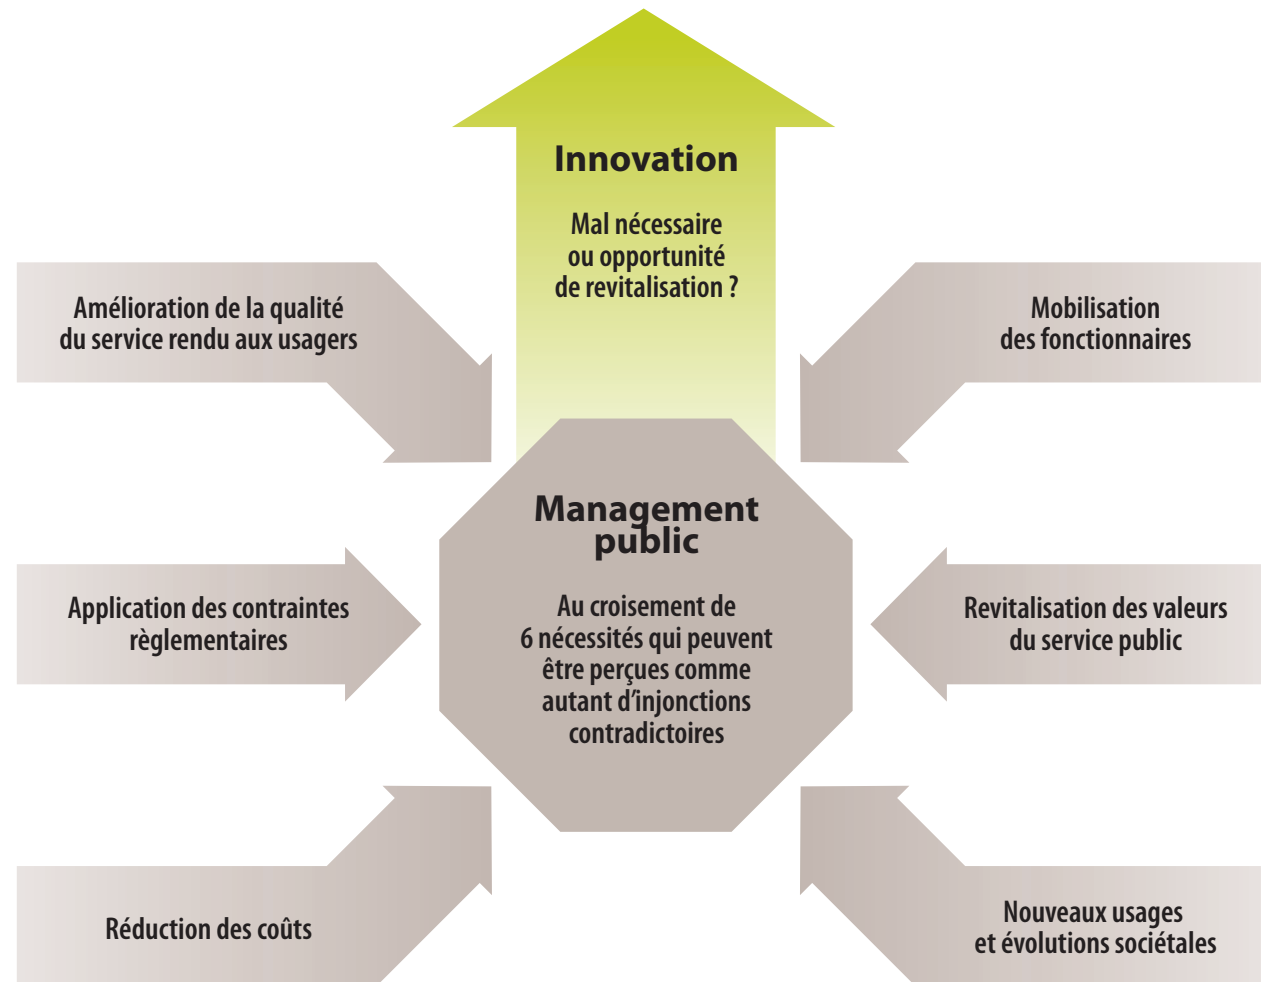 Innovation
Mal nécessaire
ou opportunité
de revitalisation ?
Amélioration de la qualité
du service rendu aux usagers
Mobilisation
des fonctionnaires
Management
public
Au croisement de
6 nécessités qui peuvent
être perçues comme
autant d’injonctions
contradictoires
Application des contraintes
règlementaires
Revitalisation des valeurs
du service public
Réduction des coûts
Nouveaux usages
et évolutions sociétales